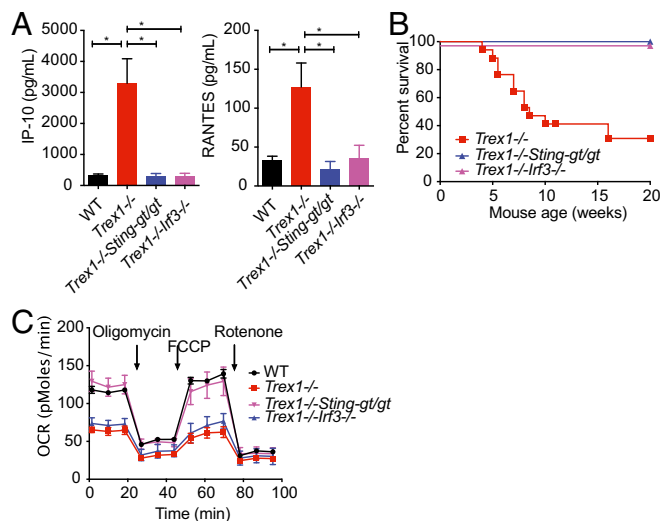 A
IP-10 (pg/mL)
5000
4000
3000
2000
1000
0
* * *
WT
Trex1-/-
Trex1-/-Sting-gt/gt
Trex1-/-Irf3-/-
RANTES (pg/mL)
200
150
100
50
0
* * *
WT
Trex1-/-
Trex1-/-Sting-gt/gt
Trex1-/-Irf3-/-
B
Percent survival
100
80
60
40
20
0
Trex1-/-
Trex1-/-Sting-gt/gt
Trex1-/-Irf3-/-
0 5 10 15 20
Mouse age (weeks)
C
OCR (pMoles/min)
200
150
100
50
0
Oligomycin FCCP Rotenone
WT
Trex1-/-
Trex1-/-Sting-gt/gt
Trex1-/-Irf3-/-
0 20 40 60 80 100
Time (min)